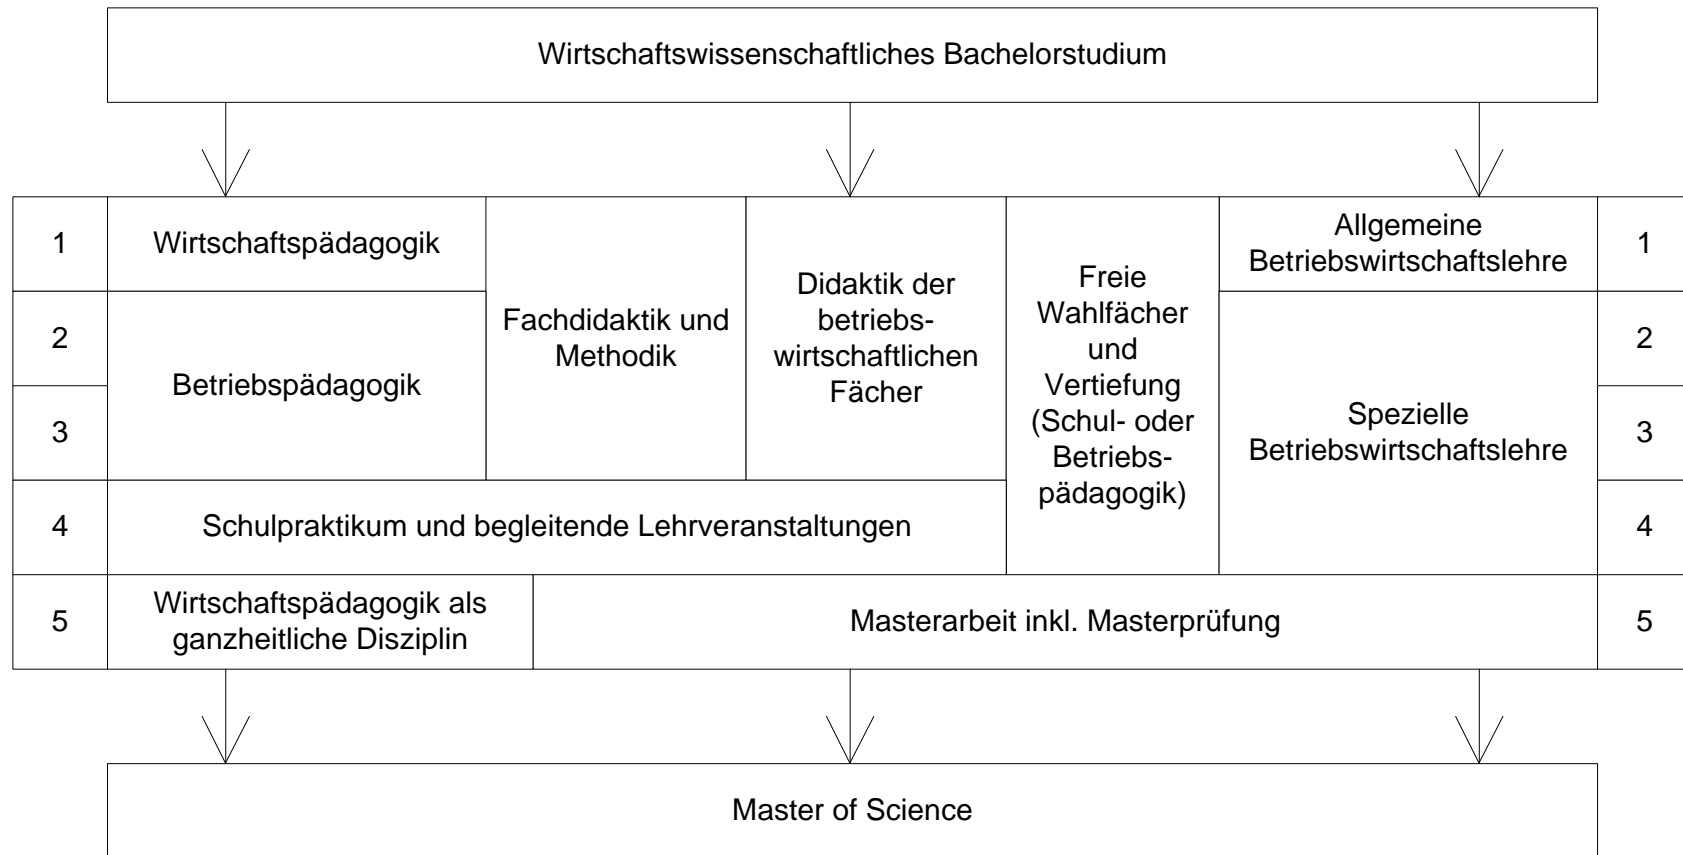 Wirtschaftswissenschaftliches Bachelorstudium
1
Wirtschaftspädagogik
Fachdidaktik und
Methodik
Didaktik der
betriebs-
wirtschaftlichen
Fächer
Freie
Wahlfächer
und
Vertiefung
(Schul- oder
Betriebs-
pädagogik)
Allgemeine
Betriebswirtschaftslehre
1
2
Betriebspädagogik
3
Spezielle
Betriebswirtschaftslehre
2
3
4
Schulpraktikum und begleitende Lehrveranstaltungen
4
5
Wirtschaftspädagogik als
ganzheitliche Disziplin
Masterarbeit inkl. Masterprüfung
5
Master of Science